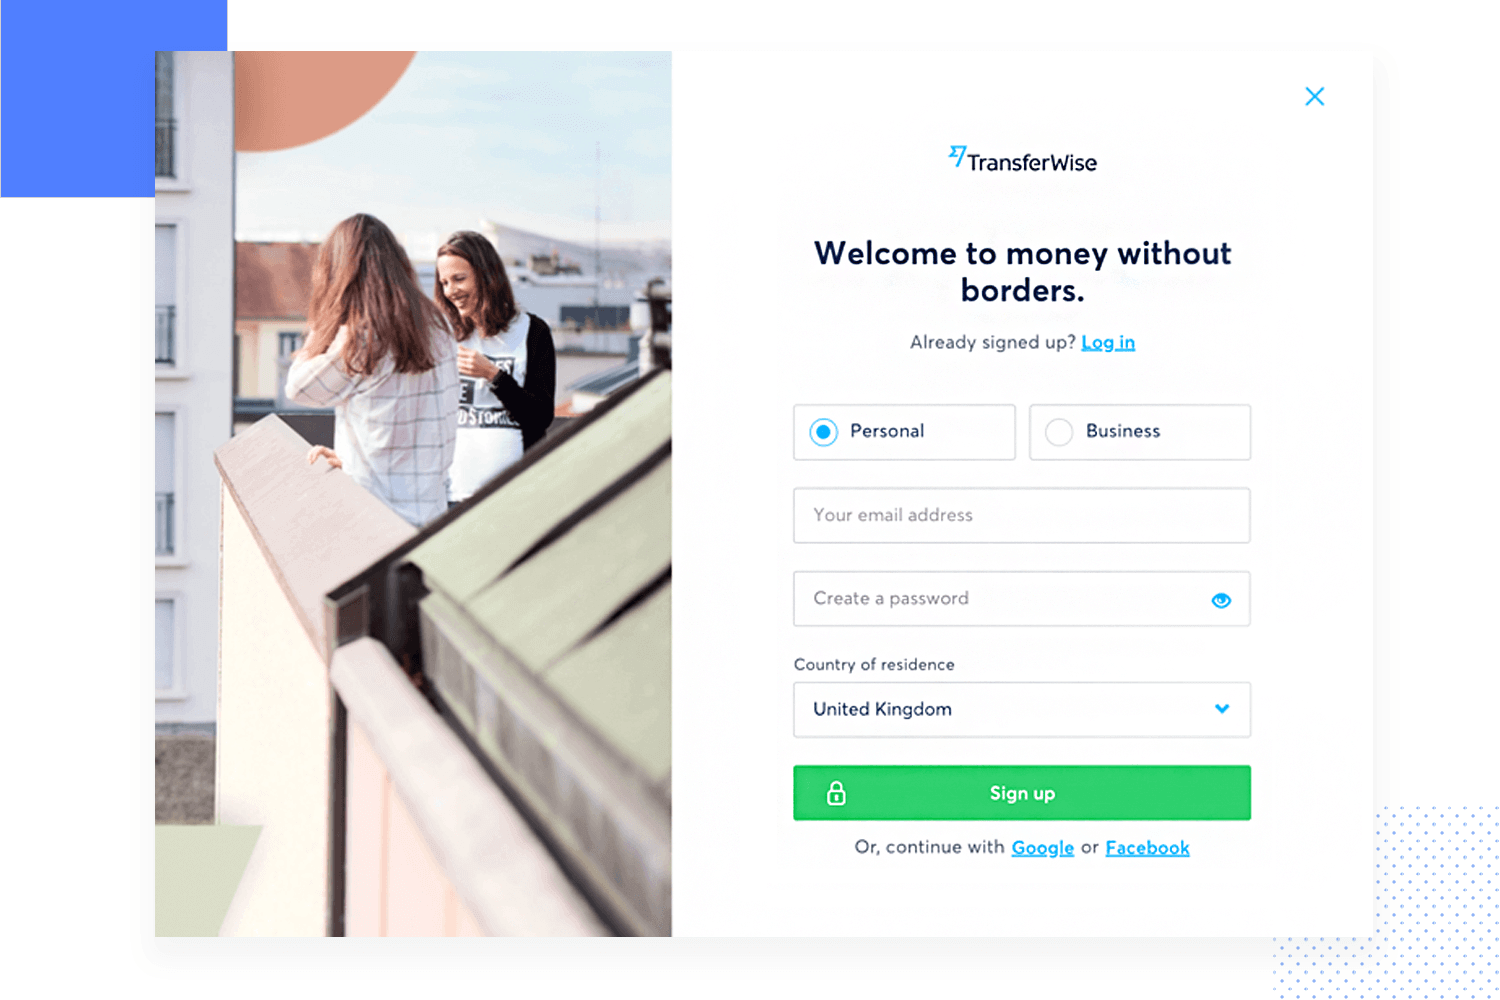 TransferWise
Welcome to money without
borders.
Already signed up? Log in
Personal
Business
Your email address
Create a password
Country of residence
United Kingdom
Sign up
Or, continue with Google or Facebook